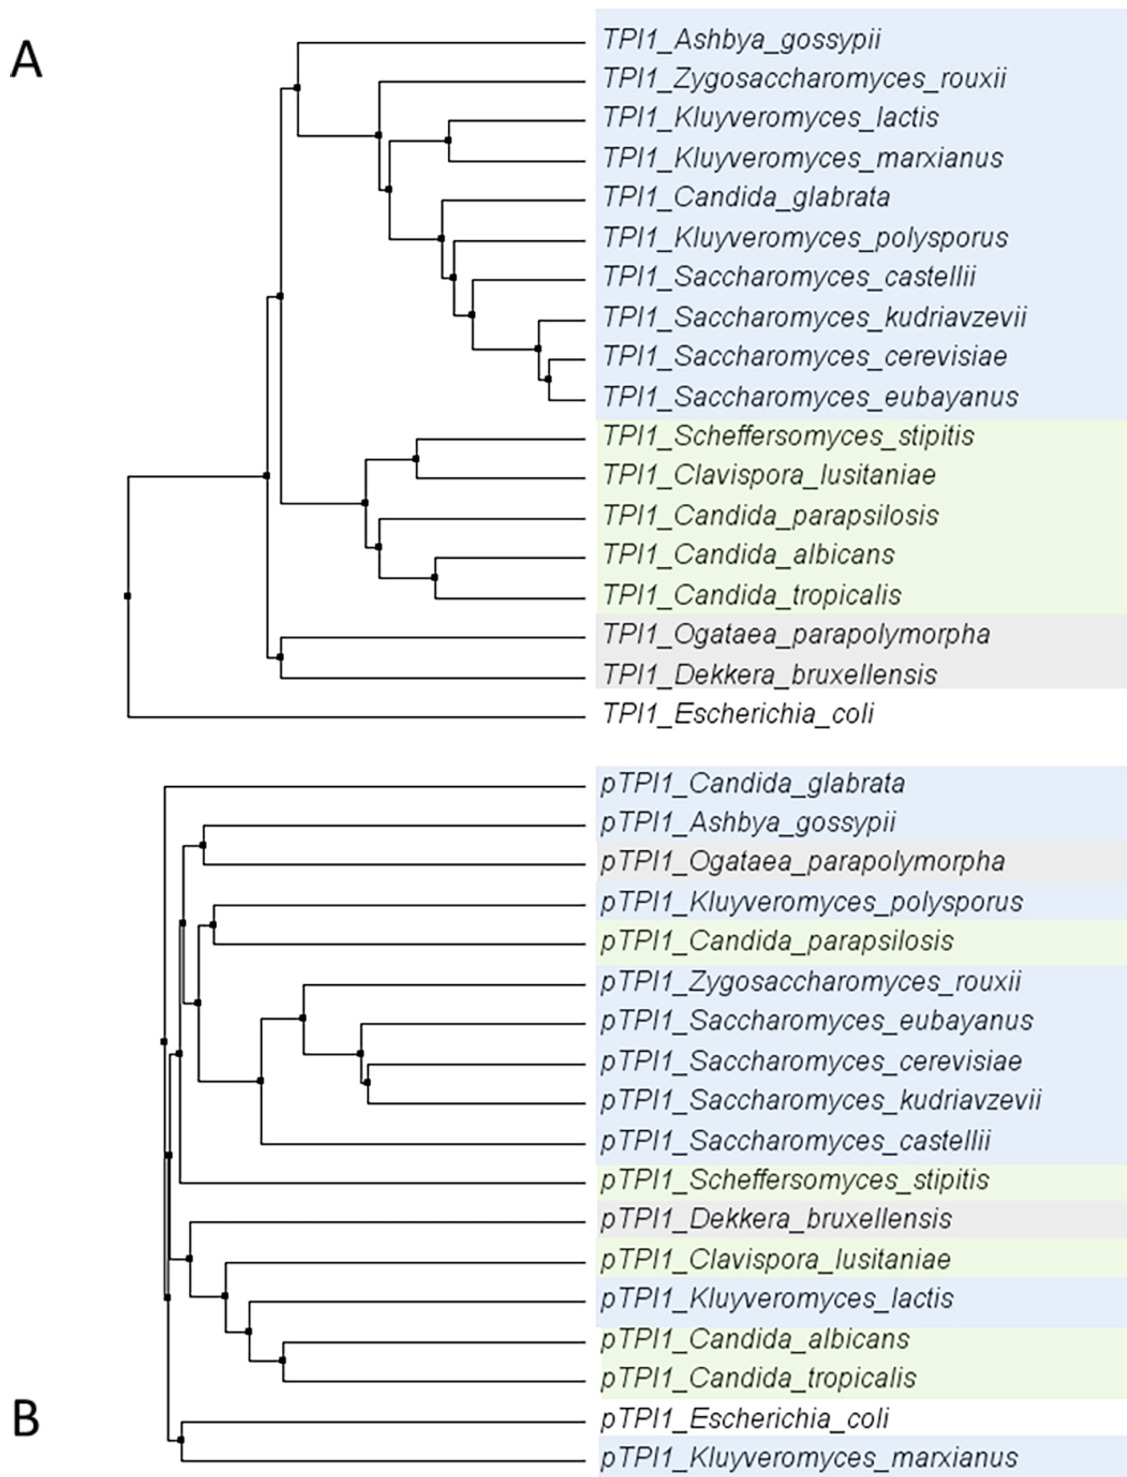 A
TPI1_Ashbya_gossypii
TPI1_Zygosaccharomyces_rouxii
TPI1_Kluyveromyces_lactis
TPI1_Kluyveromyces_marxianus
TPI1_Candida_glabrata
TPI1_Kluyveromyces_polysporus
TPI1_Saccharomyces_castellii
TPI1_Saccharomyces_kudriavzevii
TPI1_Saccharomyces_cerevisiae
TPI1_Saccharomyces_eubayanus
TPI1_Scheffersomyces_stipitis
TPI1_Clavispora_lusitaniae
TPI1_Candida_parapsilosis
TPI1_Candida_albicans
TPI1_Candida_tropicalis
TPI1_Ogataea_parapolymorpha
TPI1_Dekkera_bruxellensis
TPI1_Escherichia_coli
pTPI1_Candida_glabrata
pTPI1_Ashbya_gossypii
pTPI1_Ogataea_parapolymorpha
pTPI1_Kluyveromyces_polysporus
pTPI1_Candida_parapsilosis
pTPI1_Zygosaccharomyces_rouxii
pTPI1_Saccharomyces_eubayanus
pTPI1_Saccharomyces_cerevisiae
pTPI1_Saccharomyces_kudriavzevii
pTPI1_Saccharomyces_castellii
pTPI1_Scheffersomyces_stipitis
pTPI1_Dekkera_bruxellensis
pTPI1_Clavispora_lusitaniae
pTPI1_Kluyveromyces_lactis
pTPI1_Candida_albicans
pTPI1_Candida_tropicalis
B
pTPI1_Escherichia_coli
pTPI1_Kluyveromyces_marxianus